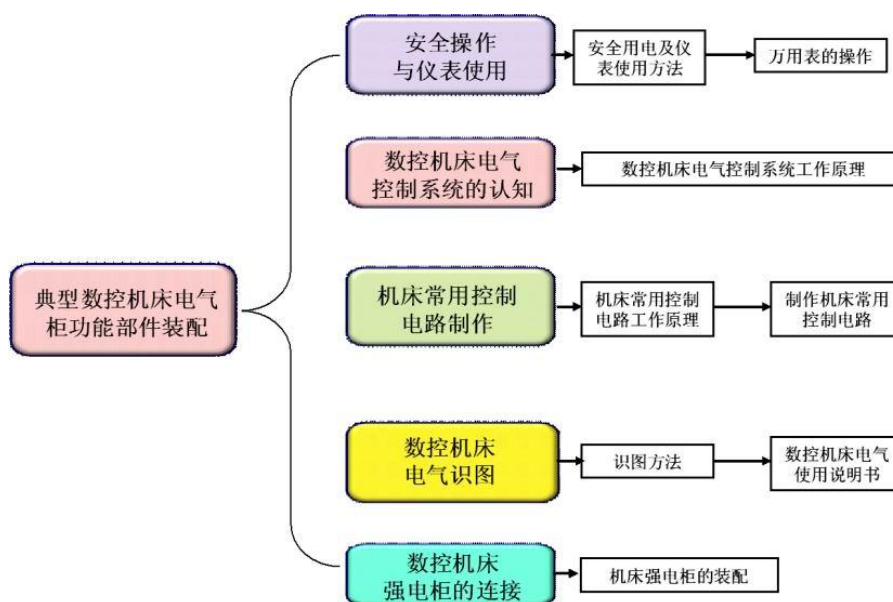 安全操作
与仪表使用
安全用电及仪
表使用方法
万用表的操作
数控机床电气
控制系统的认知
数控机床电气控制系统工作原理
典型数控机床电气
柜功能部件装配
机床常用控制
电路制作
机床常用控制
电路工作原理
制作机床常用
控制电路
数控机床
电气识图
识图方法
数控机床电气
使用说明书
数控机床
强电柜的连接
机床强电柜的装配